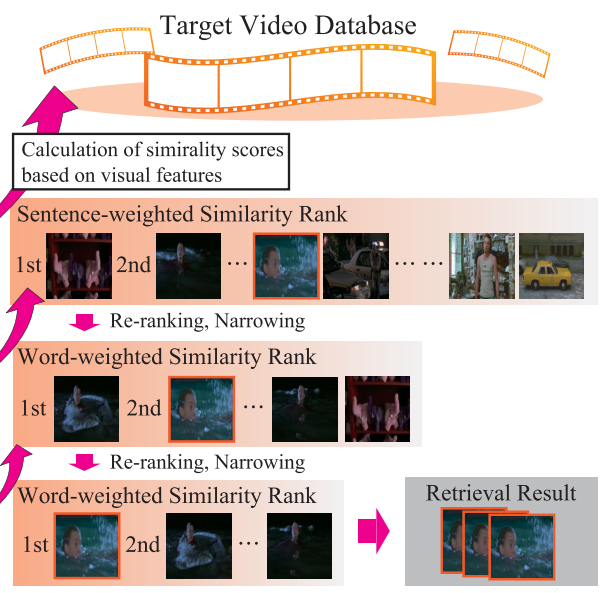 Target Video Database
Calculation of simirality scores
based on visual features
Sentence-weighted Similarity Rank
1st 2nd ... ... ...
Re-ranking, Narrowing
Word-weighted Similarity Rank
1st 2nd ...
Re-ranking, Narrowing
Word-weighted Similarity Rank
1st 2nd ...
Retrieval Result